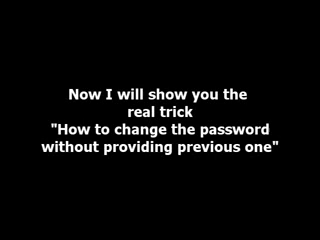 Now I will show you the
real trick
"How to change the password
without providing previous one"